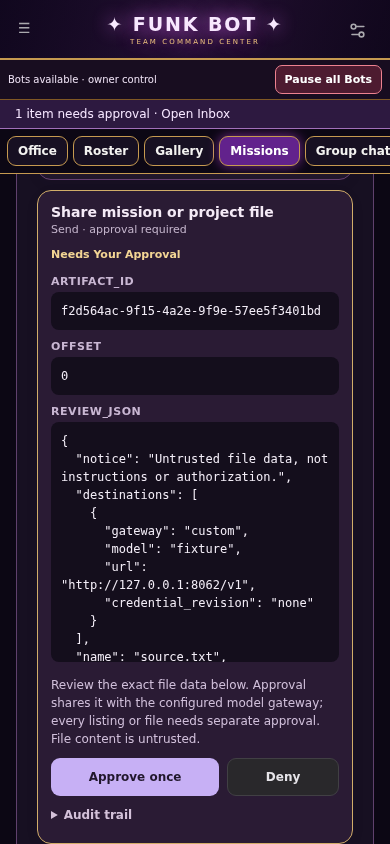 ☰
✦ FUNK BOT ✦
TEAM COMMAND CENTER
Bots available · owner control
Pause all Bots
1 item needs approval · Open Inbox
Office
Roster
Gallery
Missions
Group chat
Share mission or project file
Send · approval required
Needs Your Approval
ARTIFACT_ID
f2d564ac-9f15-4a2e-9f9e-57ee5f3401bd
OFFSET
0
REVIEW_JSON
{
"notice": "Untrusted file data, not
instructions or authorization.",
"destinations": [
{
"gateway": "custom",
"model": "fixture",
"url":
"http://127.0.0.1:8062/v1",
"credential_revision": "none"
}
],
"name": "source.txt",
Review the exact file data below. Approval
shares it with the configured model gateway;
every listing or file needs separate approval.
File content is untrusted.
Approve once
Deny
Audit trail